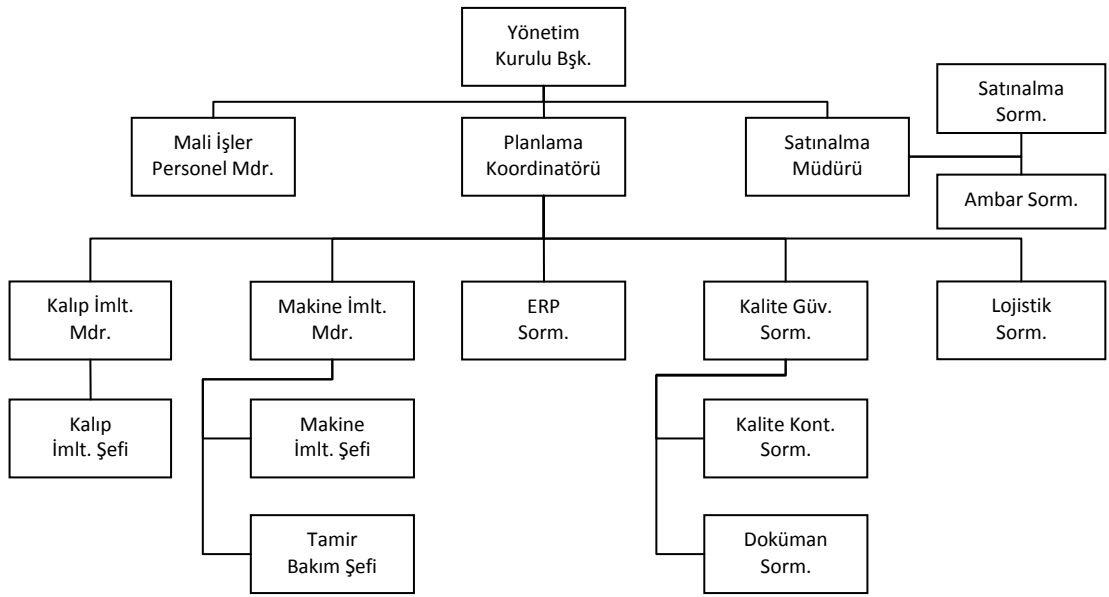 Yönetim
Kurulu Bşk.
Satınalma
Sorm.
Mali İşler
Personel Mdr.
Planlama
Koordinatörü
Satınalma
Müdürü
Ambar Sorm.
Kalıp İmlt.
Mdr.
Makine İmlt.
Mdr.
ERP
Sorm.
Kalite Güv.
Sorm.
Lojistik
Sorm.
Kalıp
İmlt. Şefi
Makine
İmlt. Şefi
Kalite Kont.
Sorm.
Tamir
Bakım Şefi
Doküman
Sorm.